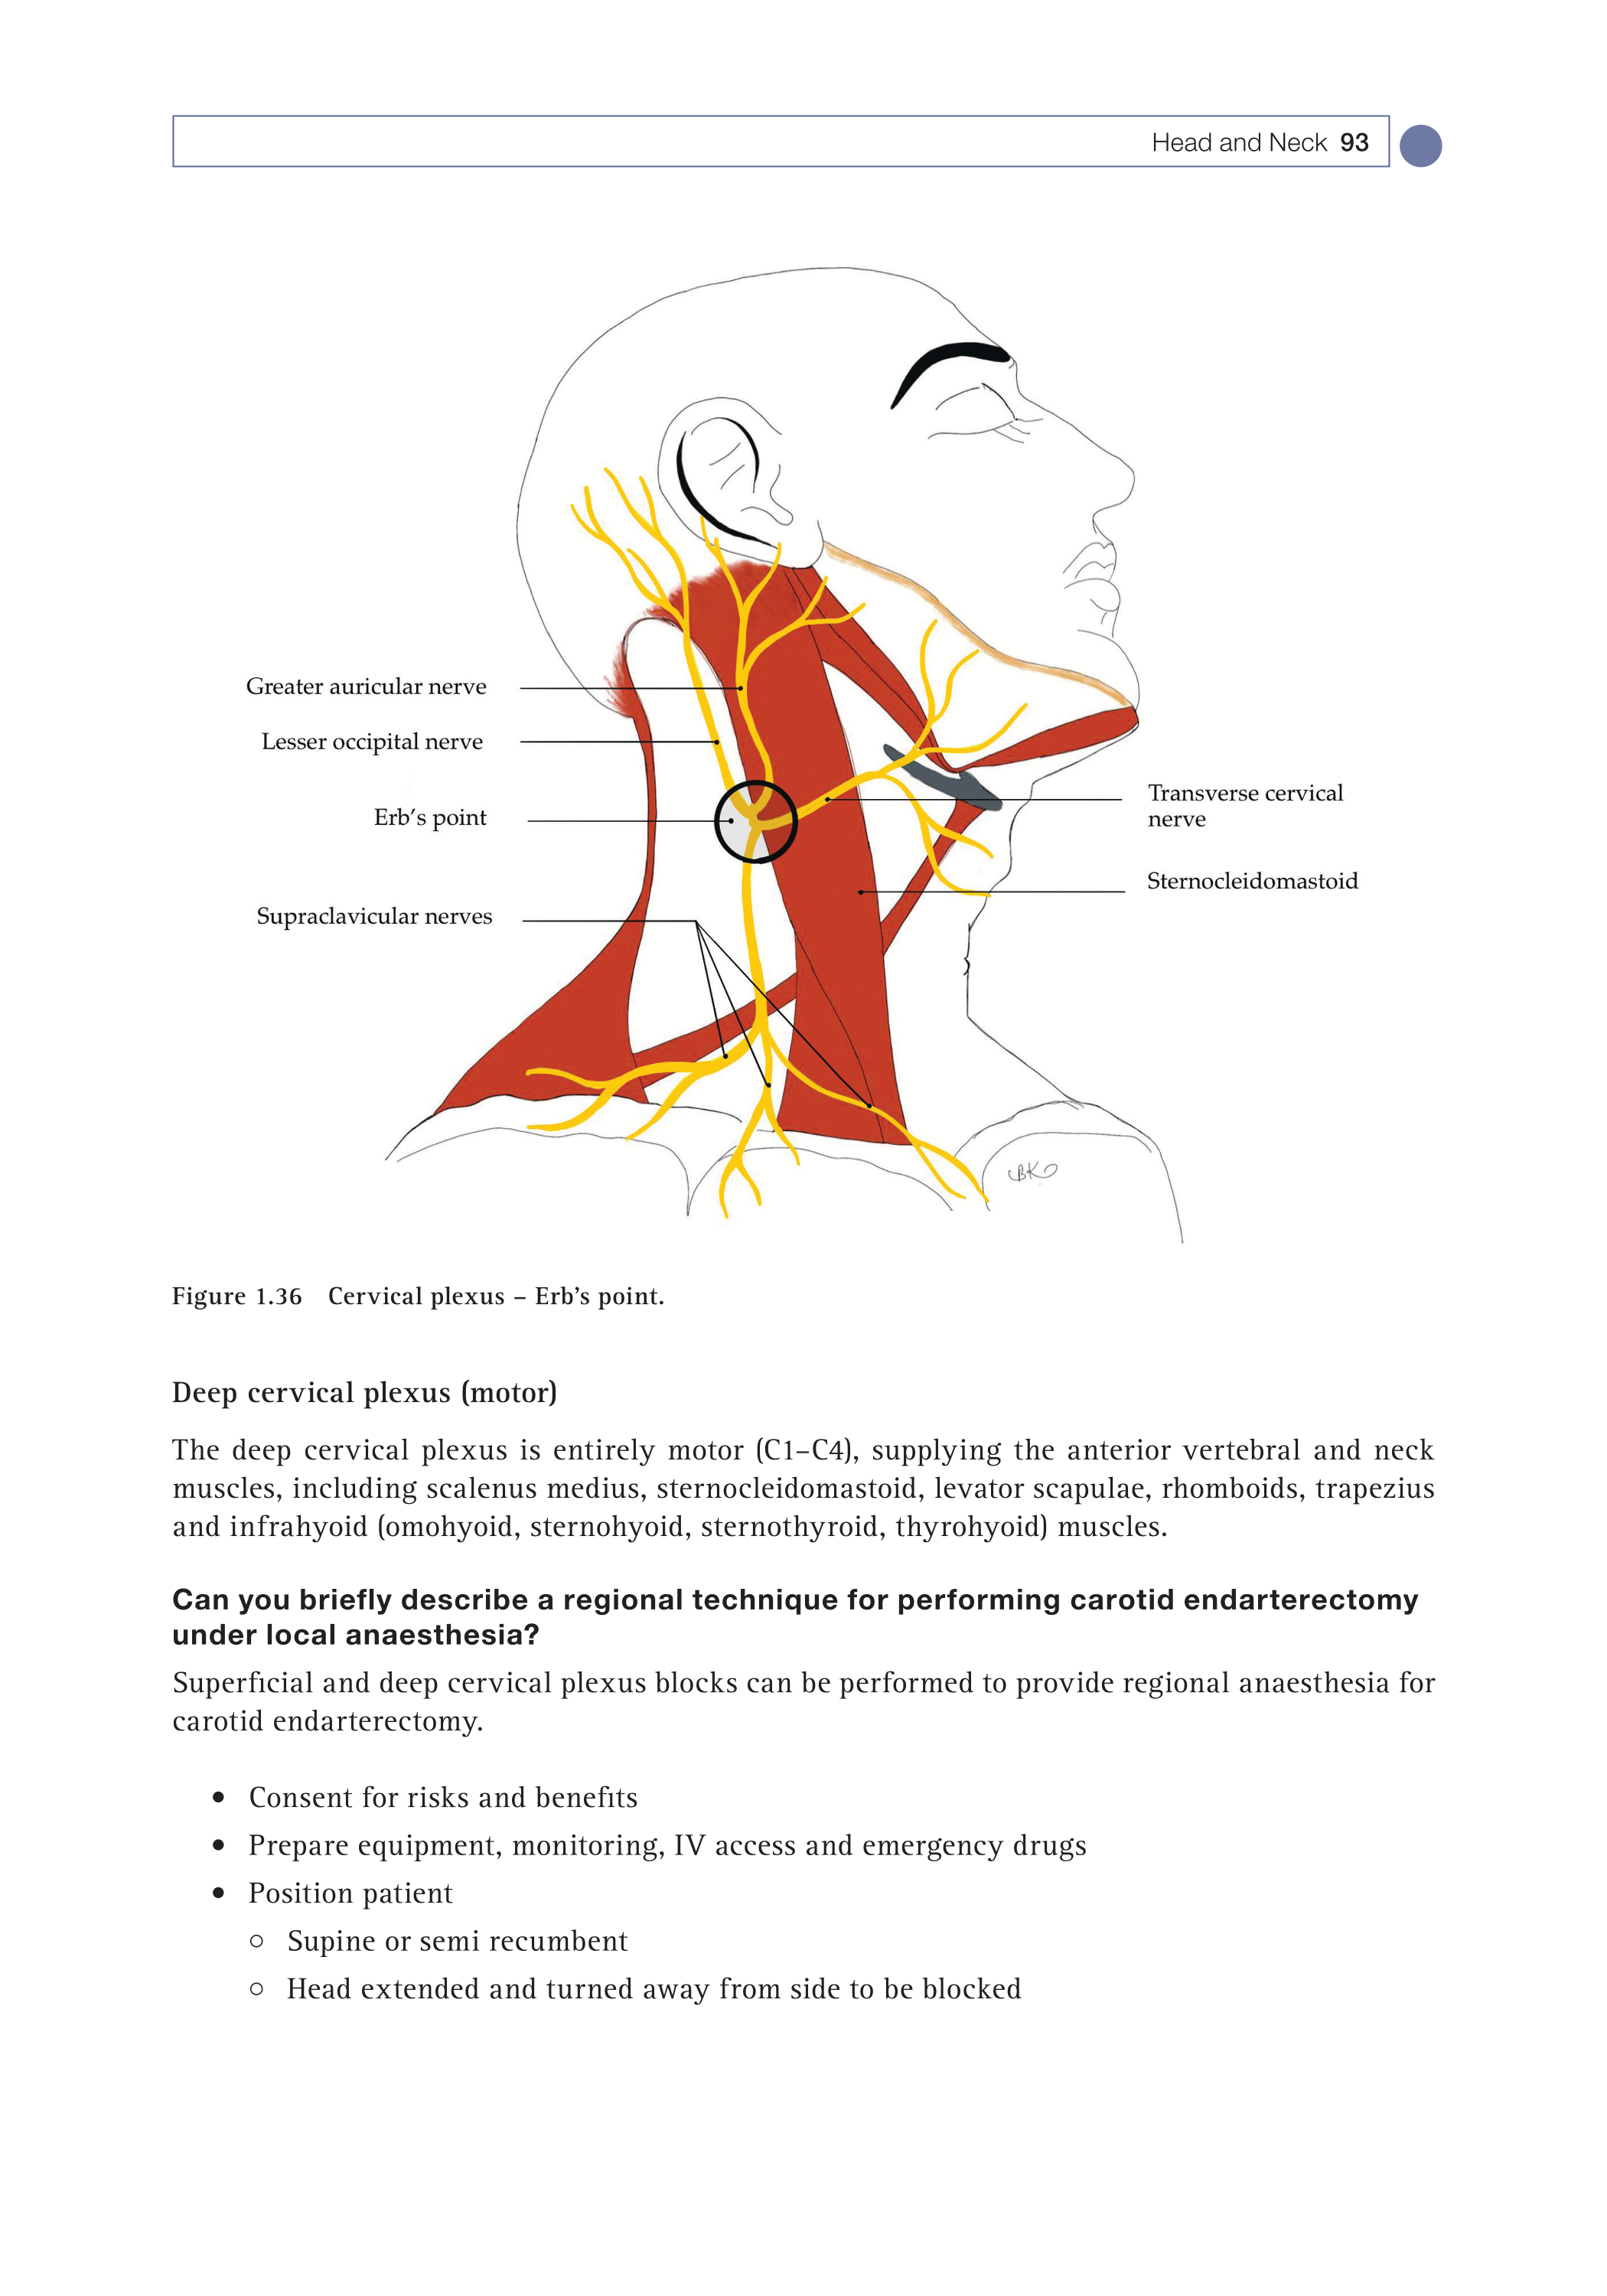 Head and Neck 93
Greater auricular nerve
Lesser occipital nerve
Erb's point
Supraclavicular nerves
Transverse cervical
nerve
Sternocleidomastoid
BK
Figure 1.36 Cervical plexus – Erb's point.
Deep cervical plexus (motor)
The deep cervical plexus is entirely motor (C1–C4), supplying the anterior vertebral and neck
muscles, including scalenus medius, sternocleidomastoid, levator scapulae, rhomboids, trapezius
and infrahyoid (omohyoid, sternohyoid, sternothyroid, thyrohyoid) muscles.
Can you briefly describe a regional technique for performing carotid endarterectomy
under local anaesthesia?
Superficial and deep cervical plexus blocks can be performed to provide regional anaesthesia for
carotid endarterectomy.
• Consent for risks and benefits
• Prepare equipment, monitoring, IV access and emergency drugs
• Position patient
○ Supine or semi recumbent
○ Head extended and turned away from side to be blocked